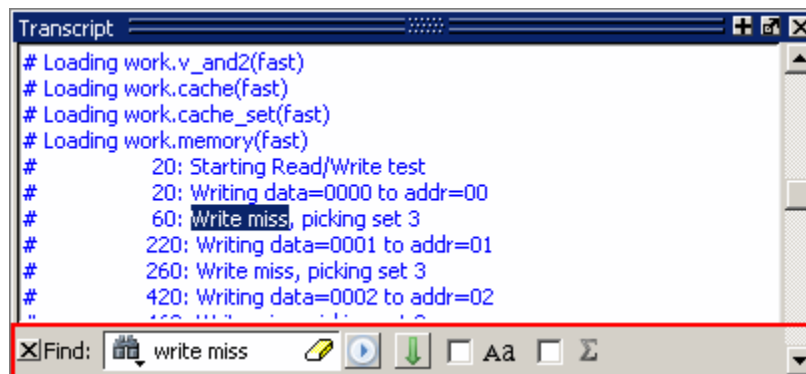 Transcript
# Loading work.v_and2(fast)
# Loading work.cache(fast)
# Loading work.cache_set(fast)
# Loading work.memory(fast)
# 20: Starting Read/Write test
# 20: Writing data=0000 to addr=00
# 60: Write miss, picking set 3
# 220: Writing data=0001 to addr=01
# 260: Write miss, picking set 3
# 420: Writing data=0002 to addr=02
Find: write miss Aa Σ